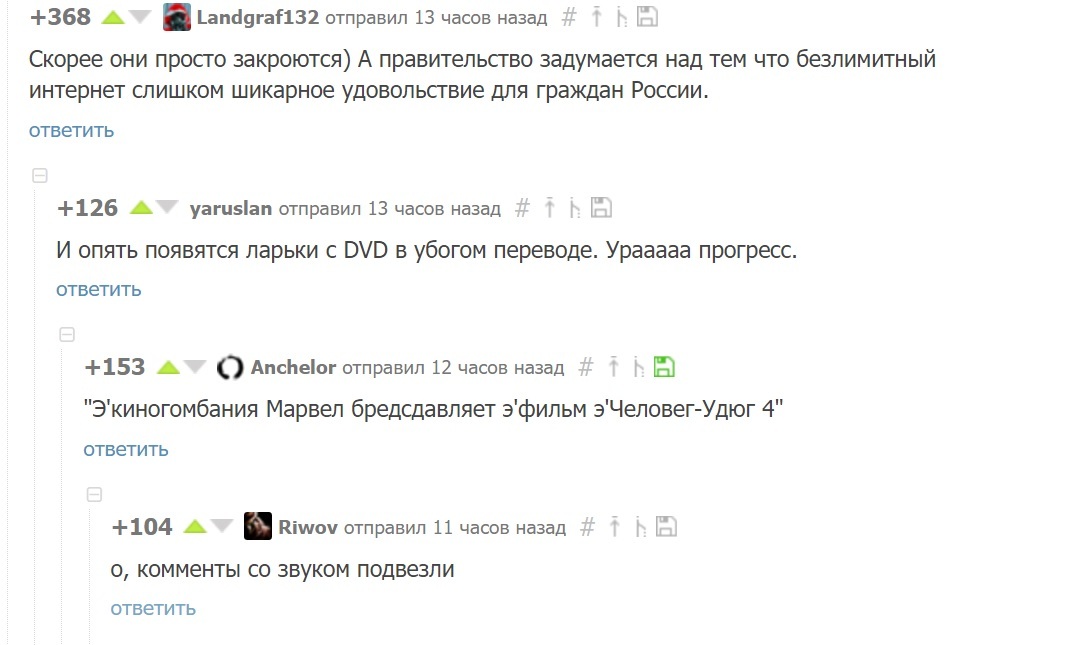 +368 Landgraf132 отправил 13 часов назад #
Скорее они просто закроются) А правительство задумается над тем что безлимитный
интернет слишком шикарное удовольствие для граждан России.
ответить
+126 yaruslan отправил 13 часов назад #
И опять появятся ларьки с DVD в убогом переводе. Урааааа прогресс.
ответить
+153 Anchelor отправил 12 часов назад #
"Э'киногомбания Марвел бредсдавляет э'фильм э'Человег-Удюг 4"
ответить
+104 Riwov отправил 11 часов назад #
о, комменты со звуком подвезли
ответить